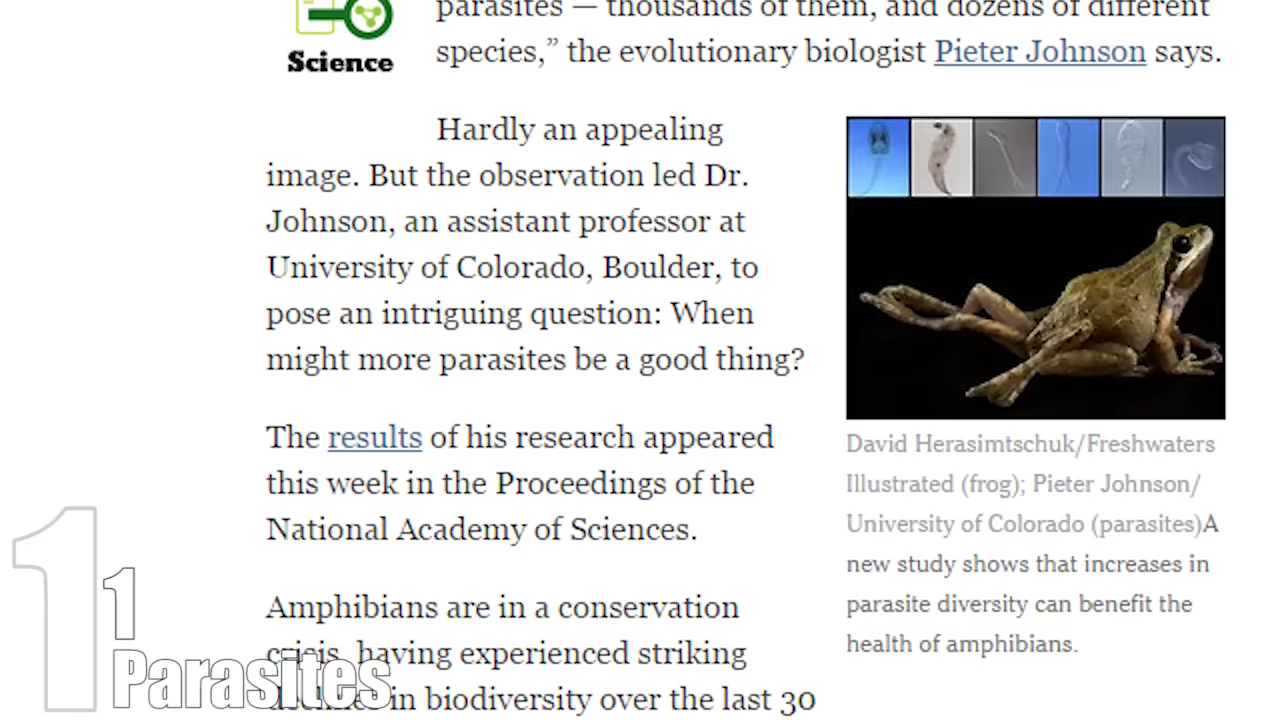 parasites — thousands of them, and dozens of different
Science
species,” the evolutionary biologist Pieter Johnson says.
Hardly an appealing
image. But the observation led Dr.
Johnson, an assistant professor at
University of Colorado, Boulder, to
pose an intriguing question: When
might more parasites be a good thing?
The results of his research appeared
this week in the Proceedings of the
National Academy of Sciences.
Amphibians are in a conservation
crisis, having experienced striking
in biodiversity over the last 30
David Herasimtschuk/Freshwaters
Illustrated (frog); Pieter Johnson/
University of Colorado (parasites)A
new study shows that increases in
parasite diversity can benefit the
health of amphibians.
1
1
Parasites